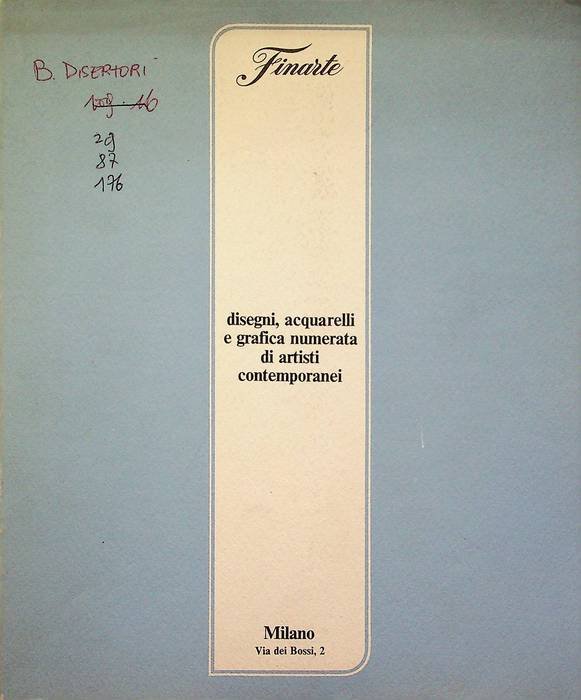 B. DISERTORI
29
87
176
Finarte
disegni, acquarelli
e grafica numerata
di artisti
contemporanei
Milano
Via dei Bossi, 2